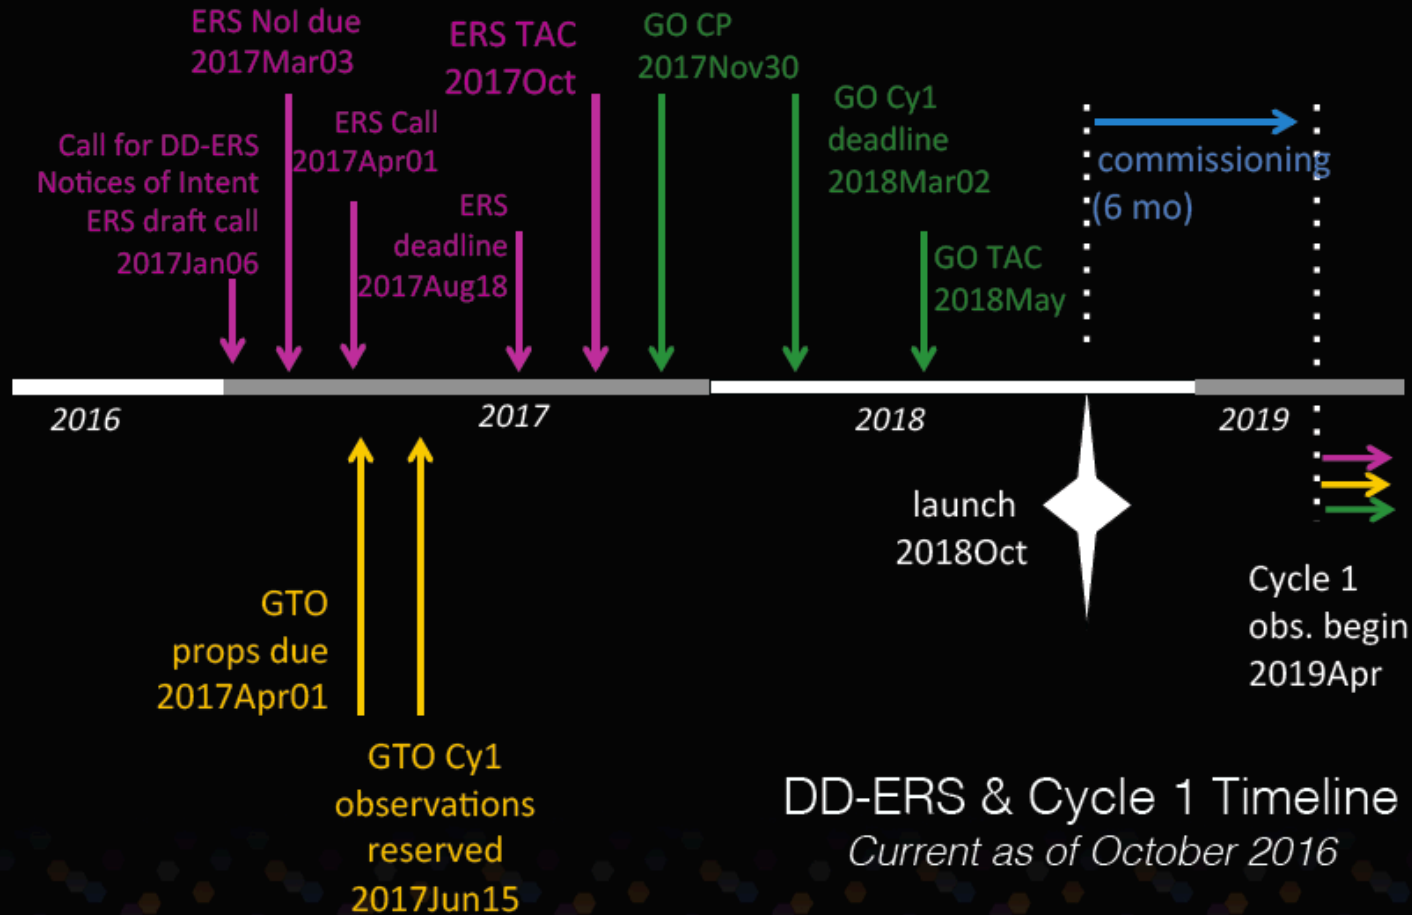 ERS NoI due
2017Mar03
ERS TAC
2017Oct
GO CP
2017Nov30
Call for DD-ERS
Notices of Intent
ERS draft call
2017Jan06
ERS Call
2017Apr01
ERS
deadline
2017Aug18
GO Cy1
deadline
2018Mar02
GO TAC
2018May
commissioning
(6 mo)
2016
2017
2018
2019
GTO
props due
2017Apr01
GTO Cy1
observations
reserved
2017Jun15
launch
2018Oct
Cycle 1
obs. begin
2019Apr
DD-ERS & Cycle 1 Timeline
Current as of October 2016